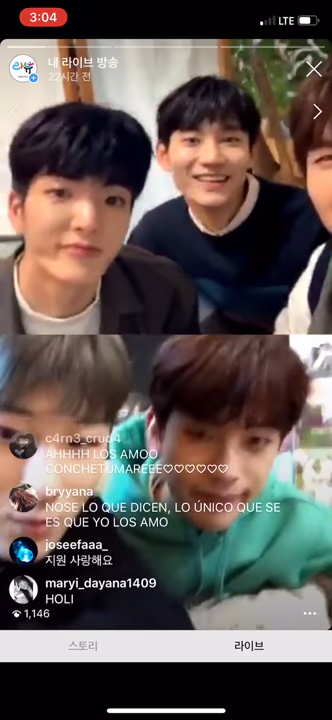 3:04
LTE
내 라이브 방송
22시간 전
c4rn3_crud4
AHHHH LOS AMOO
CONCHETUMAREEE♡♡♡♡♡♡
bryyana
NOSE LO QUE DICEN, LO ÚNICO QUE SE
ES QUE YO LOS AMO
joseefaaa_
지원 사랑해요
maryi_dayana1409
HOLI
1,146
스토리
라이브